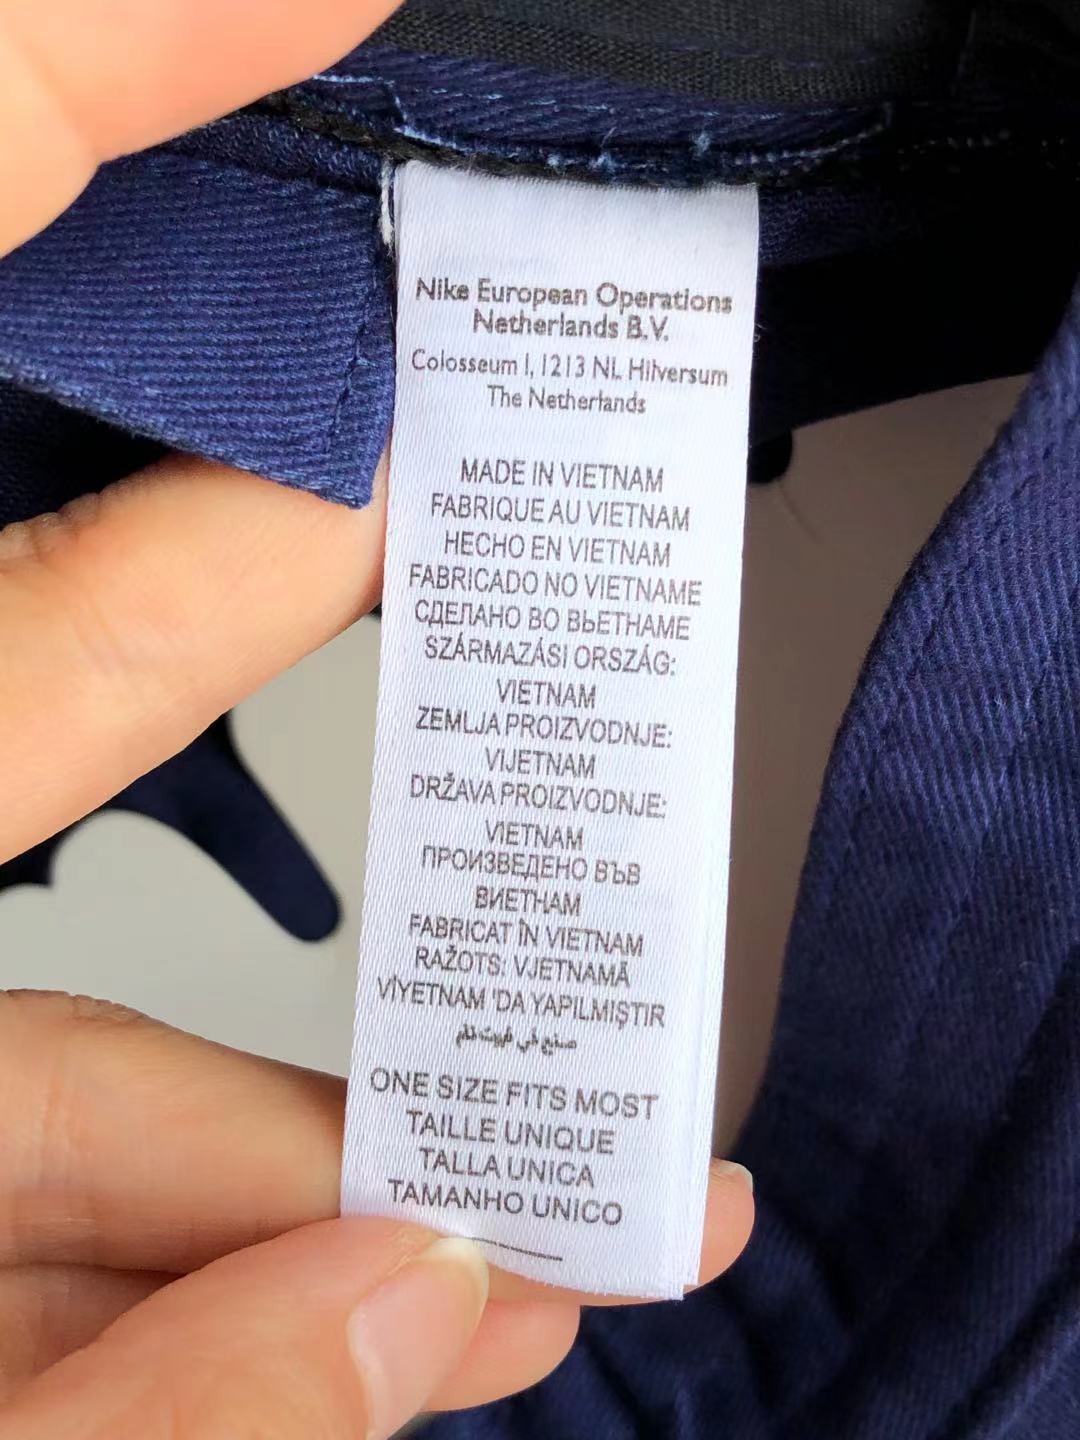 Nike European Operations
Netherlands B.V.
Colosseum 1, 1213 NL Hilversum
The Netherlands
MADE IN VIETNAM
FABRIQUE AU VIETNAM
HECHO EN VIETNAM
FABRICADO NO VIETNAME
СДЕЛАНО ВО ВЬЕТНАМЕ
SZÁRMAZÁSI ORSZÁG:
VIETNAM
ZEMLJA PROIZVODNJE:
VIJETNAM
DRŽAVA PROIZVODNJE:
VIETNAM
ПРОИЗВЕДЕНО ВЪВ
ВИЕТНАМ
FABRICAT ÎN VIETNAM
RAŽOTS: VJETNAMĀ
VİYETNAM 'DA YAPILMIŞTIR
صنع في فييت نام
ONE SIZE FITS MOST
TAILLE UNIQUE
TALLA UNICA
TAMANHO UNICO